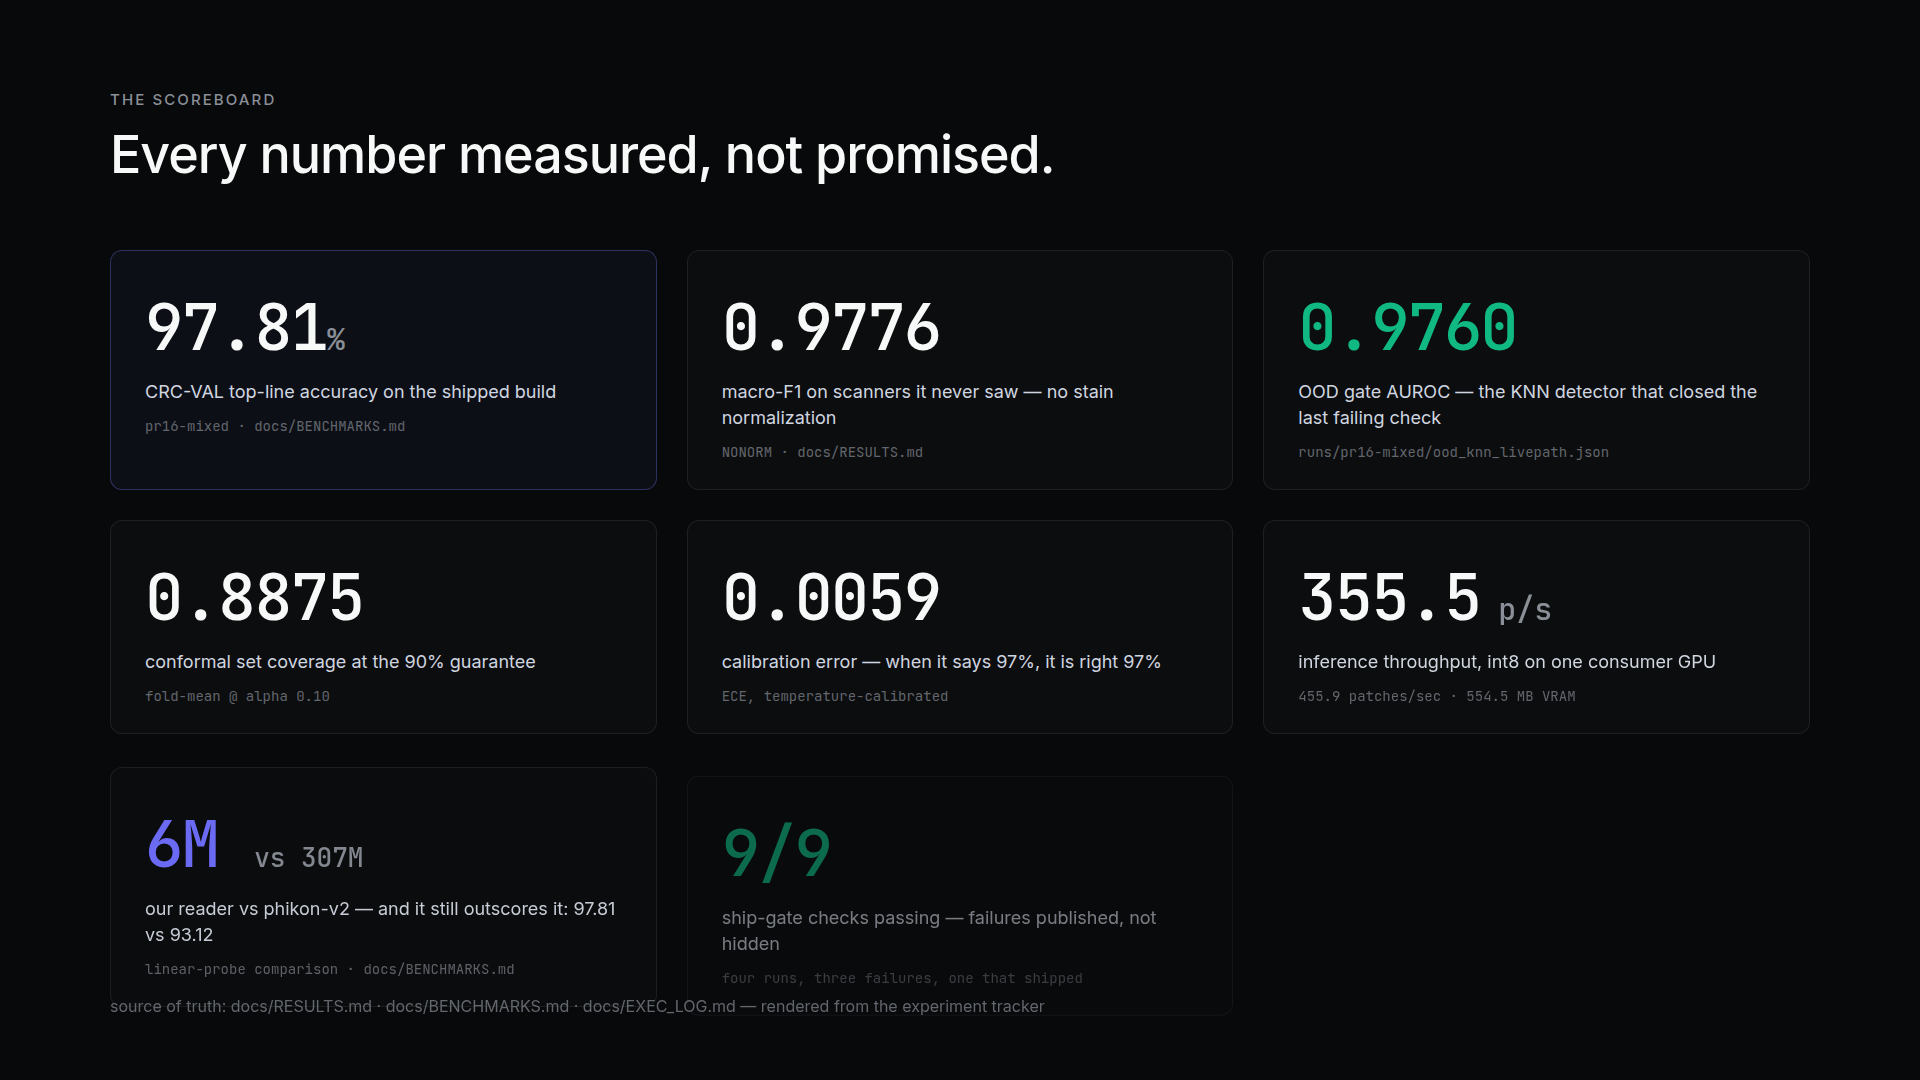 THE SCOREBOARD
Every number measured, not promised.
97.81%
CRC-VAL top-line accuracy on the shipped build
pr16-mixed · docs/BENCHMARKS.md
0.9776
macro-F1 on scanners it never saw — no stain
normalization
NONORM · docs/RESULTS.md
0.9760
OOD gate AUROC — the KNN detector that closed the
last failing check
runs/pr16-mixed/ood_knn_livepath.json
0.8875
conformal set coverage at the 90% guarantee
fold-mean @ alpha 0.10
0.0059
calibration error — when it says 97%, it is right 97%
ECE, temperature-calibrated
355.5 p/s
inference throughput, int8 on one consumer GPU
455.9 patches/sec · 554.5 MB VRAM
6M vs 307M
our reader vs phikon-v2 — and it still outscores it: 97.81
vs 93.12
linear-probe comparison · docs/BENCHMARKS.md
9/9
ship-gate checks passing — failures published, not
hidden
four runs, three failures, one that shipped
source of truth: docs/RESULTS.md · docs/BENCHMARKS.md · docs/EXEC_LOG.md — rendered from the experiment tracker